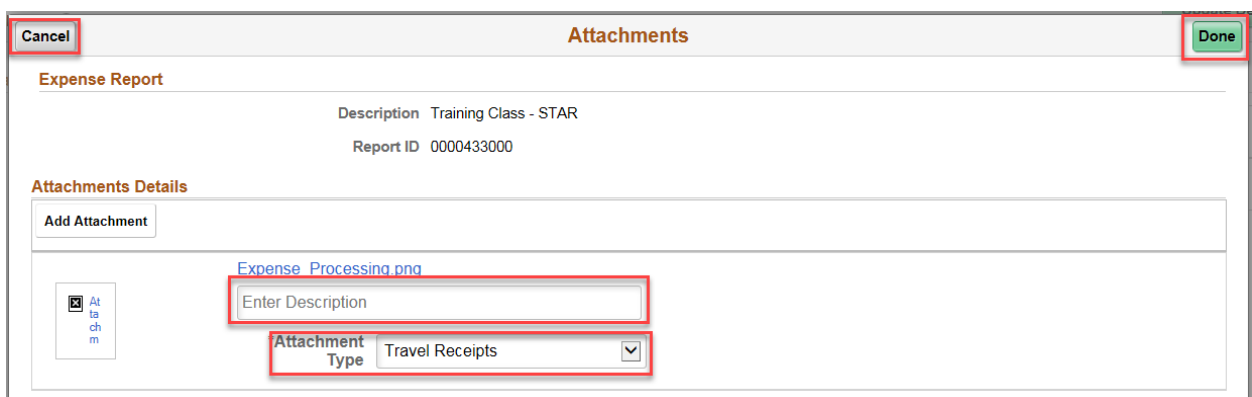 Cancel
Attachments
Done
Expense Report
Description Training Class - STAR
Report ID 0000433000
Attachments Details
Add Attachment
Expense_Processing.png
Enter Description
At
ta
ch
m
*Attachment
Type
Travel Receipts